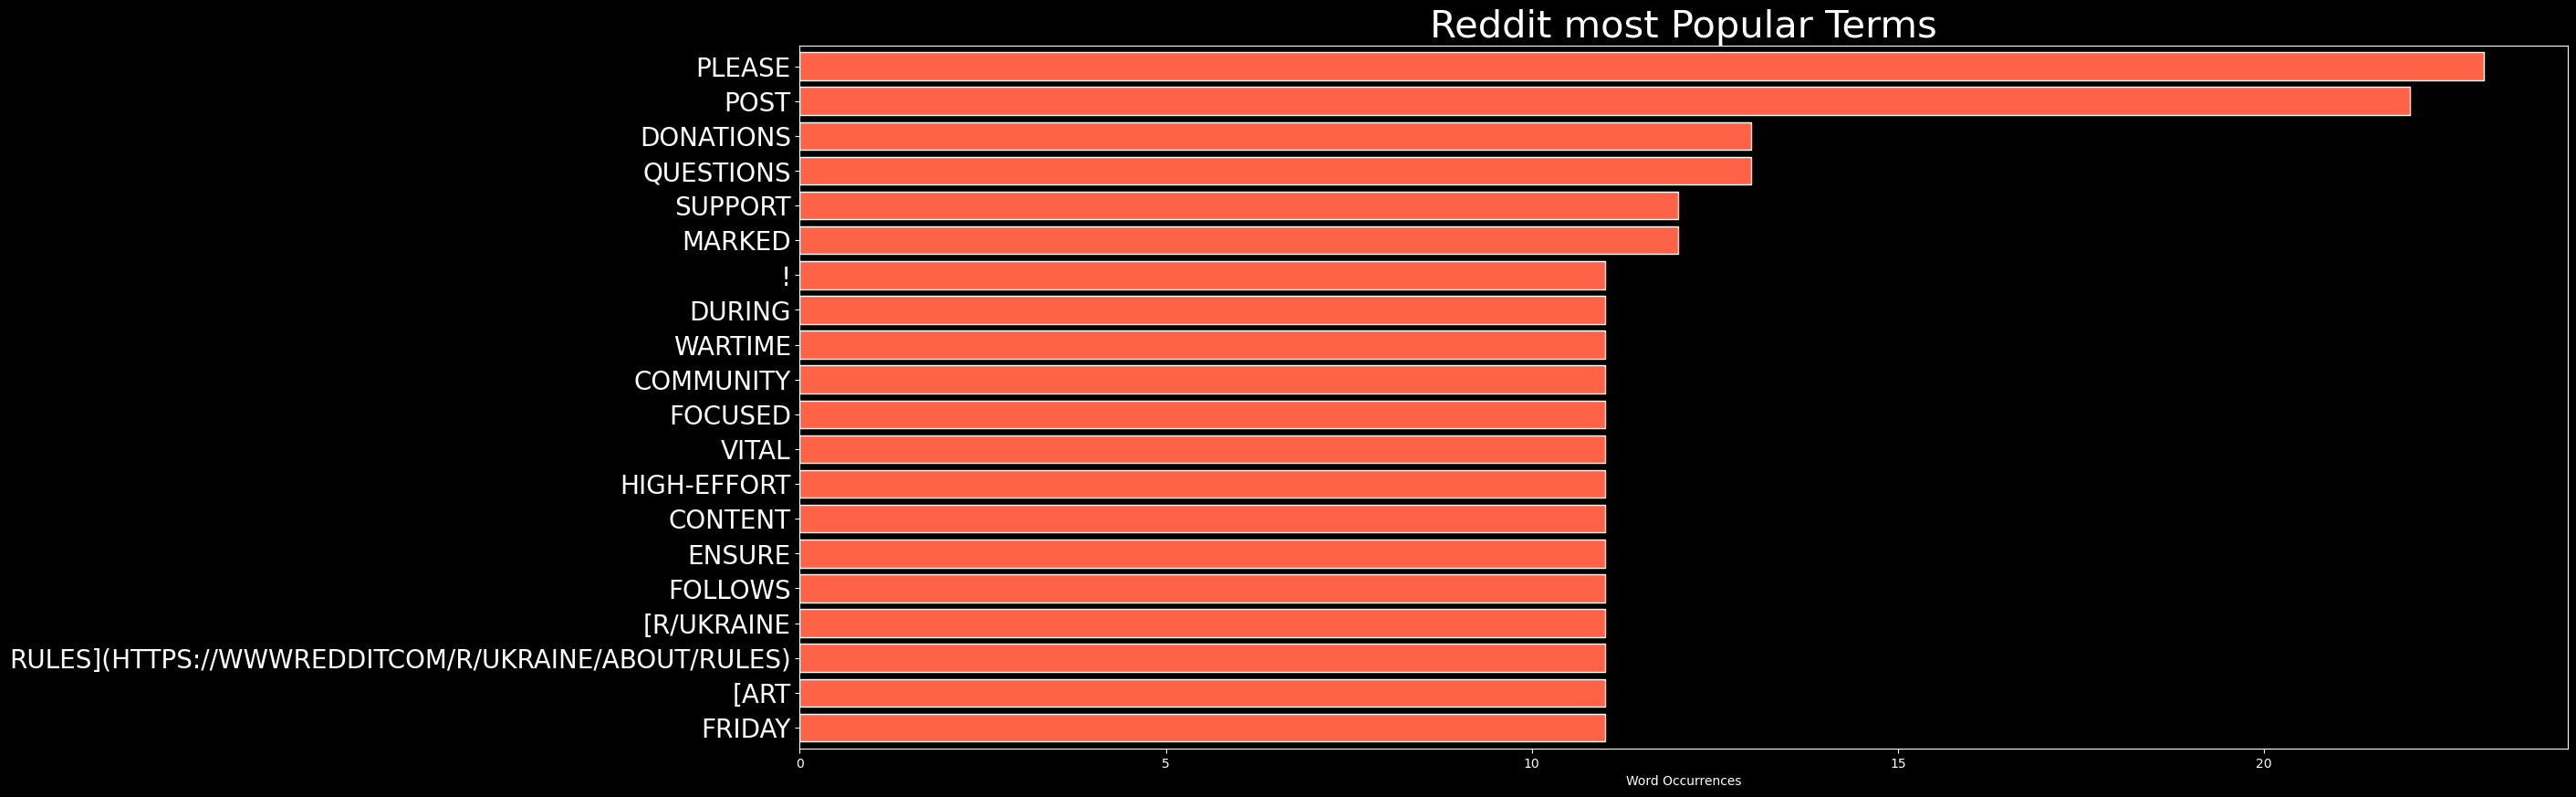 Reddit most Popular Terms
PLEASE
POST
DONATIONS
QUESTIONS
SUPPORT
MARKED
!
DURING
WARTIME
COMMUNITY
FOCUSED
VITAL
HIGH-EFFORT
CONTENT
ENSURE
FOLLOWS
[R/UKRAINE
RULES](HTTPS://WWWREDDITCOM/R/UKRAINE/ABOUT/RULES)
[ART
FRIDAY
0 5 10 15 20
Word Occurrences